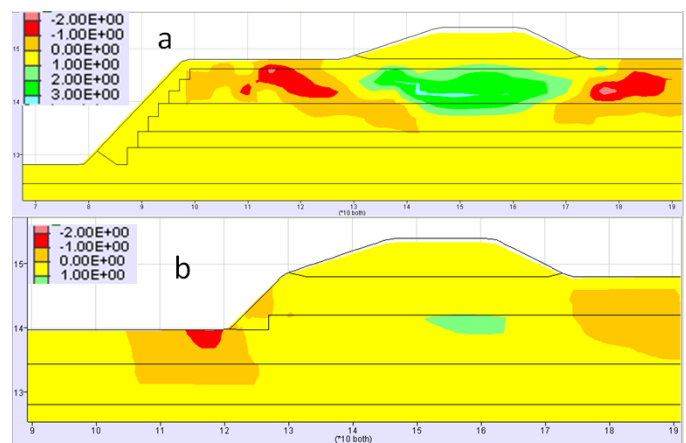 -2.00E+00
-1.00E+00
0.00E+00
1.00E+00
2.00E+00
3.00E+00
a
15
14
13
7 8 9 10 11 12 13 14 15 16 17 18 19
(*10 both)
-2.00E+00
-1.00E+00
0.00E+00
1.00E+00
b
15
14
13
9 10 11 12 13 14 15 16 17 18 19
(*10 both)